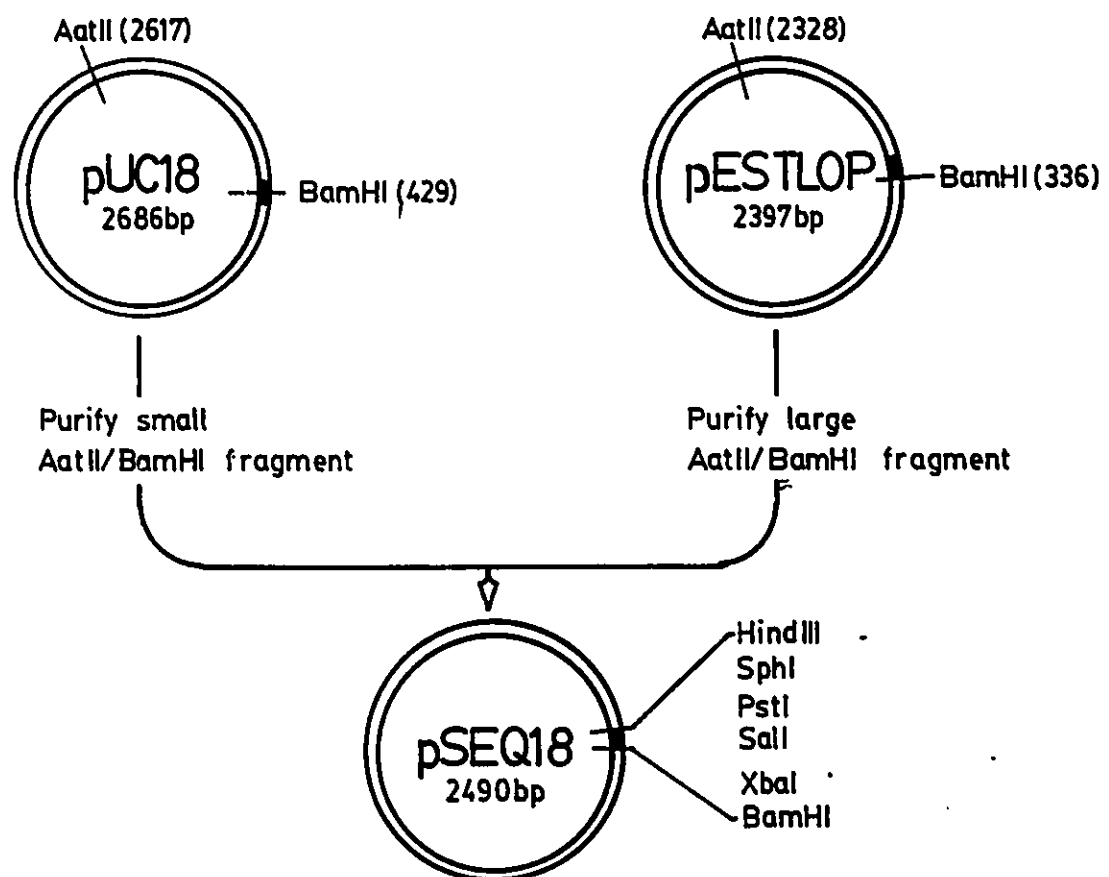 AatII (2617)
pUC18
2686bp
BamHI (429)
AatII (2328)
pESTLOP
2397bp
BamHI (336)
Purify small
AatII/BamHI fragment
Purify large
AatII/BamHI fragment
pSEQ18
2490bp
HindIII
SphI
PstI
SalI
XbaI
BamHI